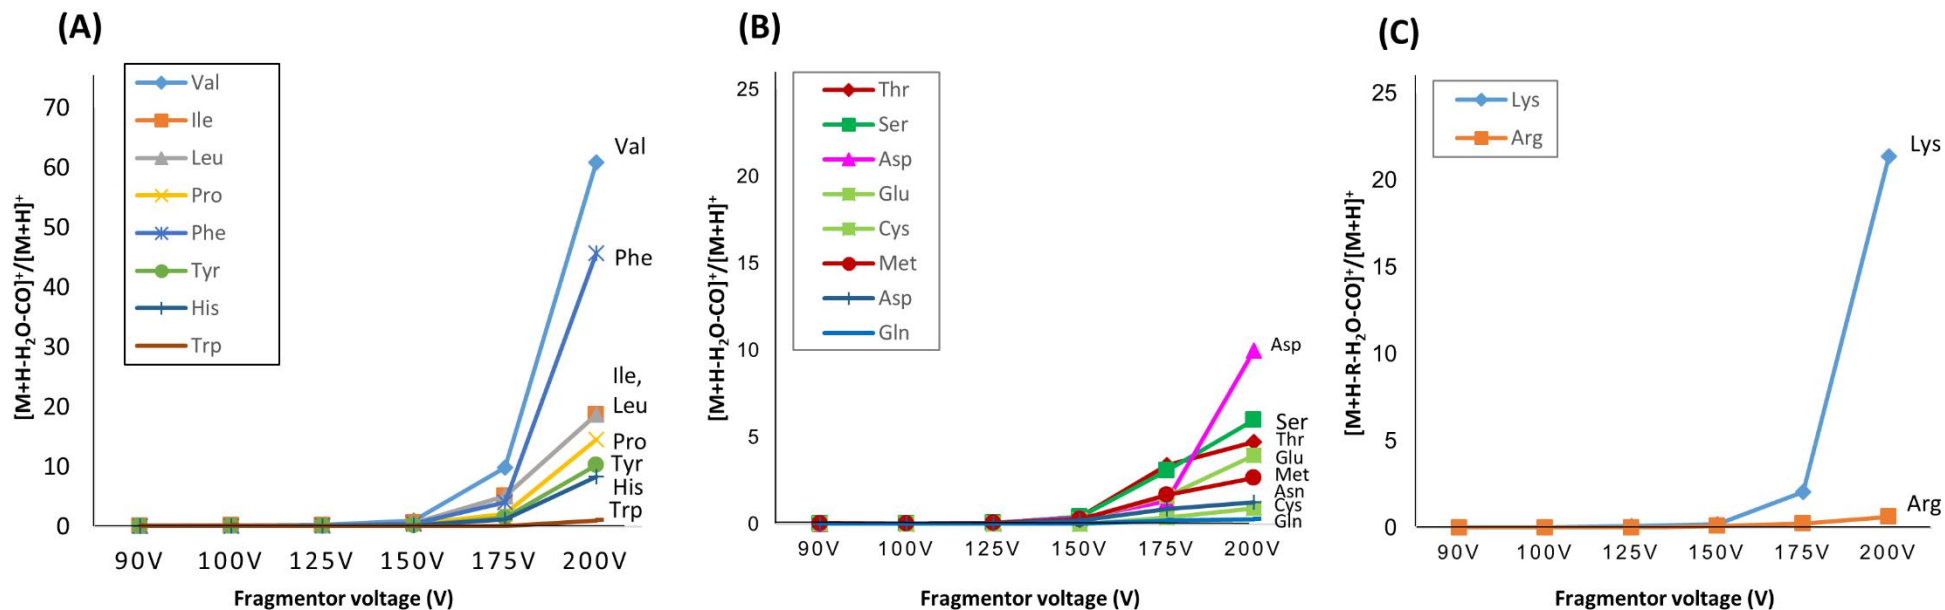 (A)
[M+H-H₂O-CO]⁺/[M+H]⁺
70
60
50
40
30
20
10
0
Val
Ile
Leu
Pro
Phe
Tyr
His
Trp
Val
Phe
Ile,
Leu
Pro
Tyr
His
Trp
90V 100V 125V 150V 175V 200V
Fragmentor voltage (V)
(B)
[M+H-H₂O-CO]⁺/[M+H]⁺
25
20
15
10
5
0
Thr
Ser
Asp
Glu
Cys
Met
Asp
Gln
Asp
Ser
Thr
Glu
Met
Asn
Cys
Gln
90V 100V 125V 150V 175V 200V
Fragmentor voltage (V)
(C)
[M+H-R-H₂O-CO]⁺/[M+H]⁺
25
20
15
10
5
0
Lys
Arg
Lys
Arg
90V 100V 125V 150V 175V 200V
Fragmentor voltage (V)